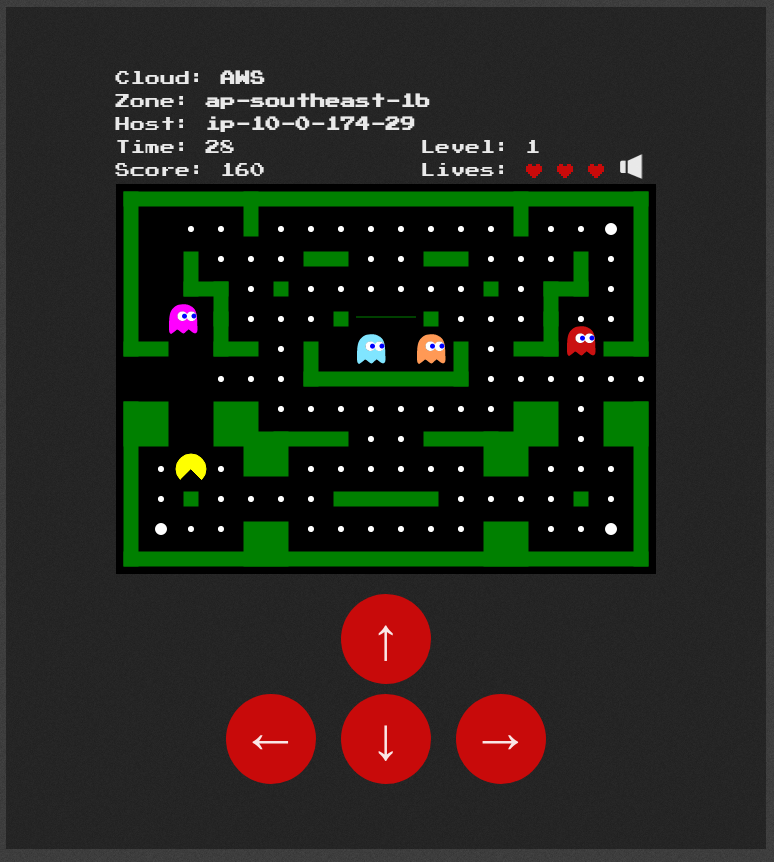 Cloud: AWS
Zone: ap-southeast-1b
Host: ip-10-0-174-29
Time: 28 Level: 1
Score: 160 Lives:
↑
← ↓ →